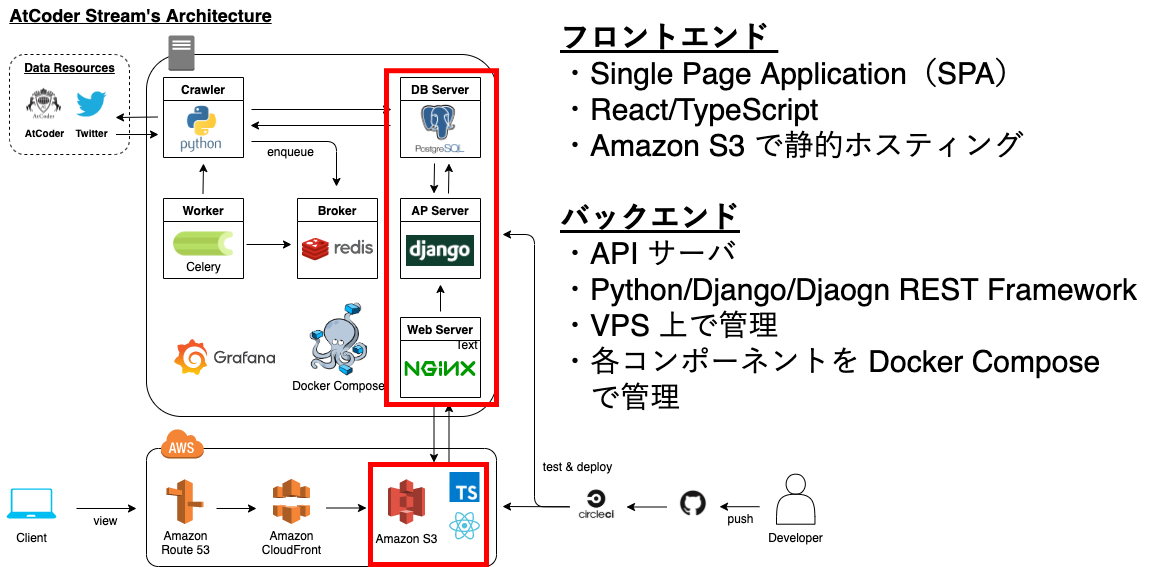 AtCoder Stream's Architecture
Data Resources
AtCoder
AtCoder
Twitter
Crawler
python
enqueue
DB Server
PostgreSQL
Worker
Celery
Broker
redis
AP Server
django
Grafana
Docker Compose
Web Server
Text
NGINX
AWS
Client
view
Amazon
Route 53
Amazon
CloudFront
Amazon S3
TS
test & deploy
circleci
push
Developer
フロントエンド
・Single Page Application（SPA）
・React/TypeScript
・Amazon S3 で静的ホスティング
バックエンド
・API サーバ
・Python/Django/Djaogn REST Framework
・VPS 上で管理
・各コンポーネントを Docker Compose
で管理